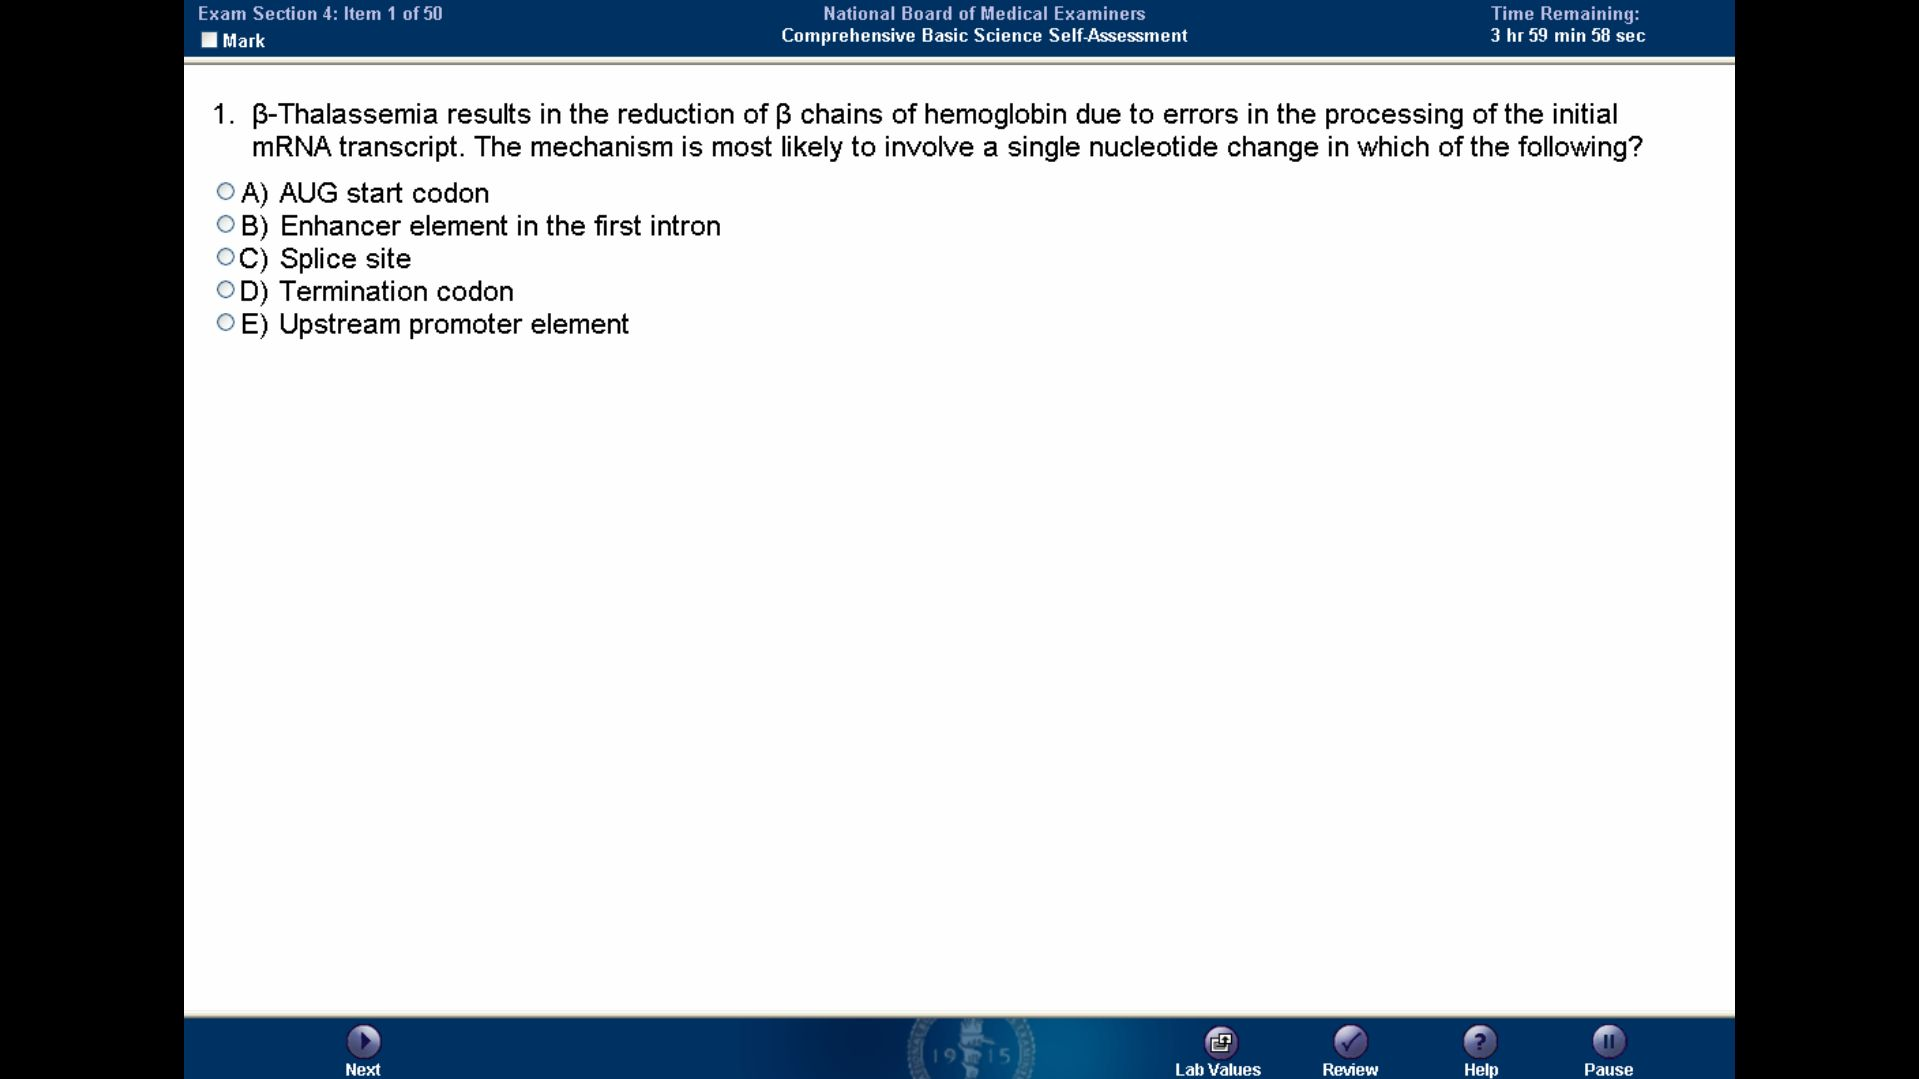 Exam Section 4: Item 1 of 50
National Board of Medical Examiners
Time Remaining:
Mark
Comprehensive Basic Science Self-Assessment
3 hr 59 min 58 sec
1. β-Thalassemia results in the reduction of β chains of hemoglobin due to errors in the processing of the initial
mRNA transcript. The mechanism is most likely to involve a single nucleotide change in which of the following?
A) AUG start codon
B) Enhancer element in the first intron
C) Splice site
D) Termination codon
E) Upstream promoter element
19 15
Next
Lab Values
Review
Help
Pause